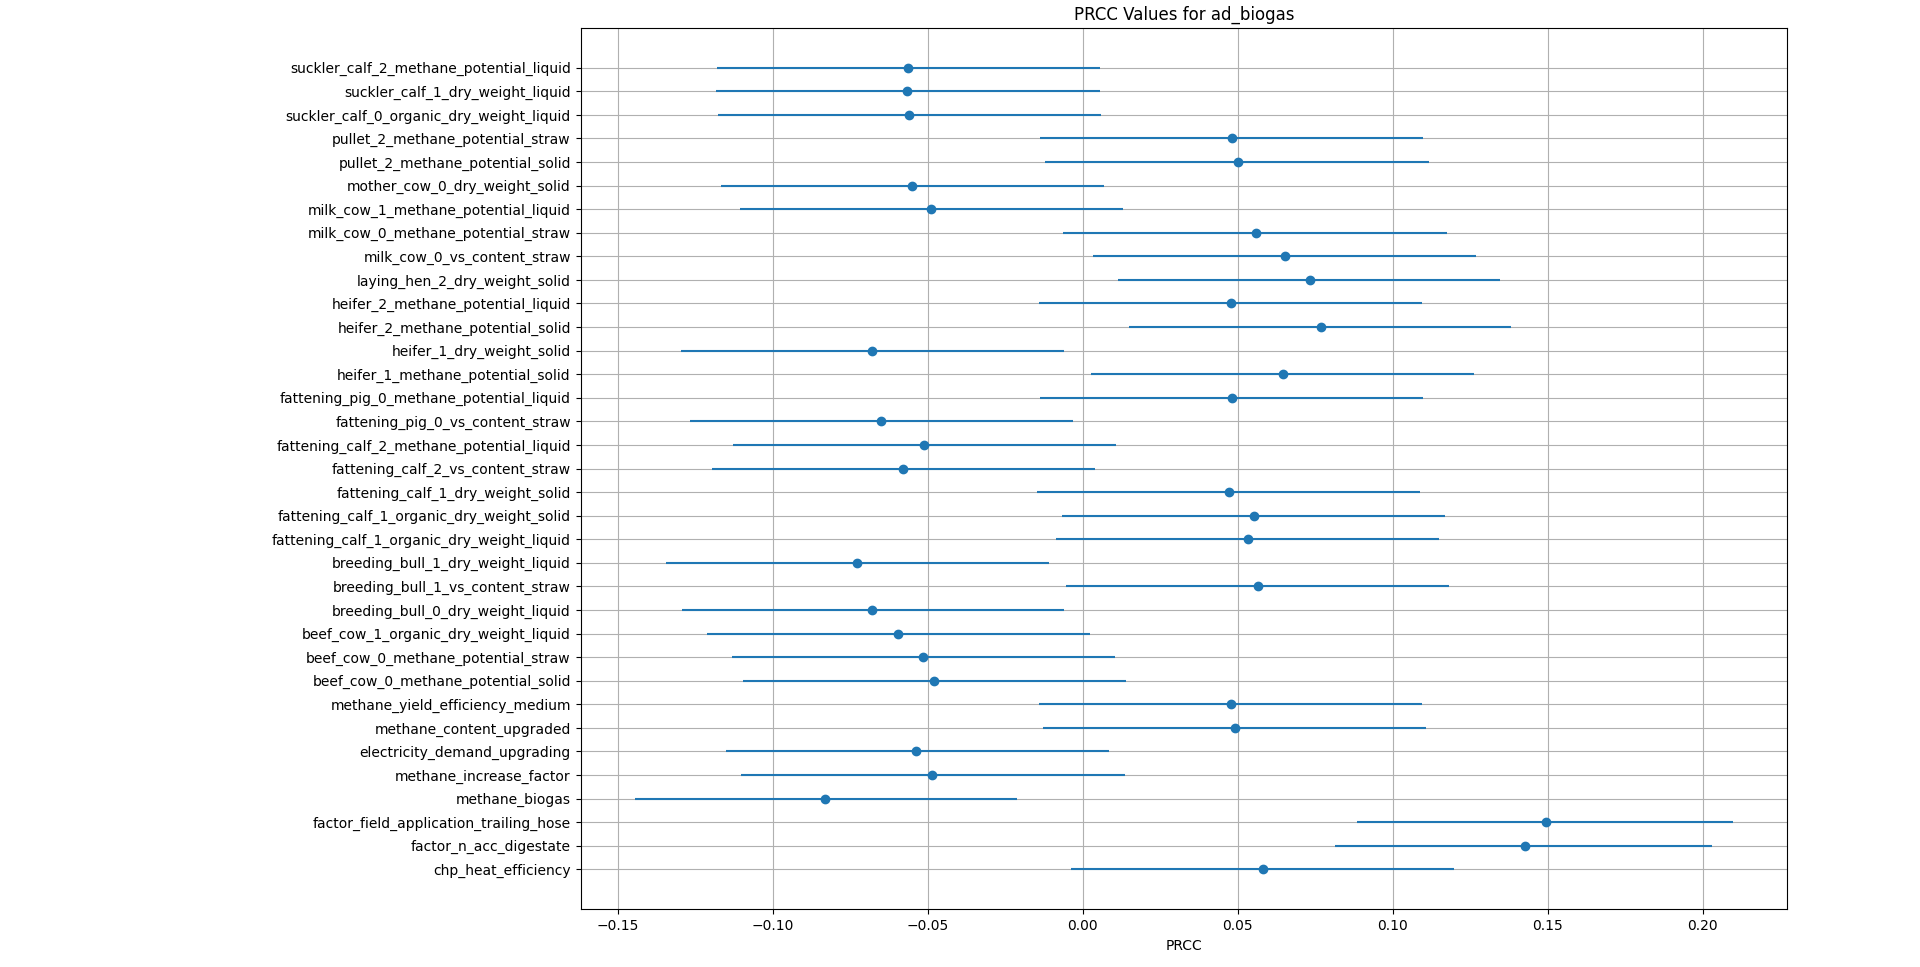 PRCC Values for ad_biogas
suckler_calf_2_methane_potential_liquid
suckler_calf_1_dry_weight_liquid
suckler_calf_0_organic_dry_weight_liquid
pullet_2_methane_potential_straw
pullet_2_methane_potential_solid
mother_cow_0_dry_weight_solid
milk_cow_1_methane_potential_liquid
milk_cow_0_methane_potential_straw
milk_cow_0_vs_content_straw
laying_hen_2_dry_weight_solid
heifer_2_methane_potential_liquid
heifer_2_methane_potential_solid
heifer_1_dry_weight_solid
heifer_1_methane_potential_solid
fattening_pig_0_methane_potential_liquid
fattening_pig_0_vs_content_straw
fattening_calf_2_methane_potential_liquid
fattening_calf_2_vs_content_straw
fattening_calf_1_dry_weight_solid
fattening_calf_1_organic_dry_weight_solid
fattening_calf_1_organic_dry_weight_liquid
breeding_bull_1_dry_weight_liquid
breeding_bull_1_vs_content_straw
breeding_bull_0_dry_weight_liquid
beef_cow_1_organic_dry_weight_liquid
beef_cow_0_methane_potential_straw
beef_cow_0_methane_potential_solid
methane_yield_efficiency_medium
methane_content_upgraded
electricity_demand_upgrading
methane_increase_factor
methane_biogas
factor_field_application_trailing_hose
factor_n_acc_digestate
chp_heat_efficiency
−0.15 −0.10 −0.05 0.00 0.05 0.10 0.15 0.20
PRCC